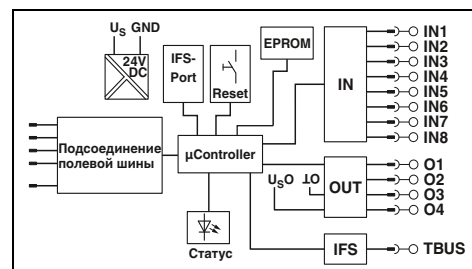 Us GND
24V
DC
IFS-
Port
Reset
EPROM
IN
IN1
IN2
IN3
IN4
IN5
IN6
IN7
IN8
Подсоединение
полевой шины
µController
UsO
⊥O
OUT
O1
O2
O3
O4
Статус
IFS
TBUS